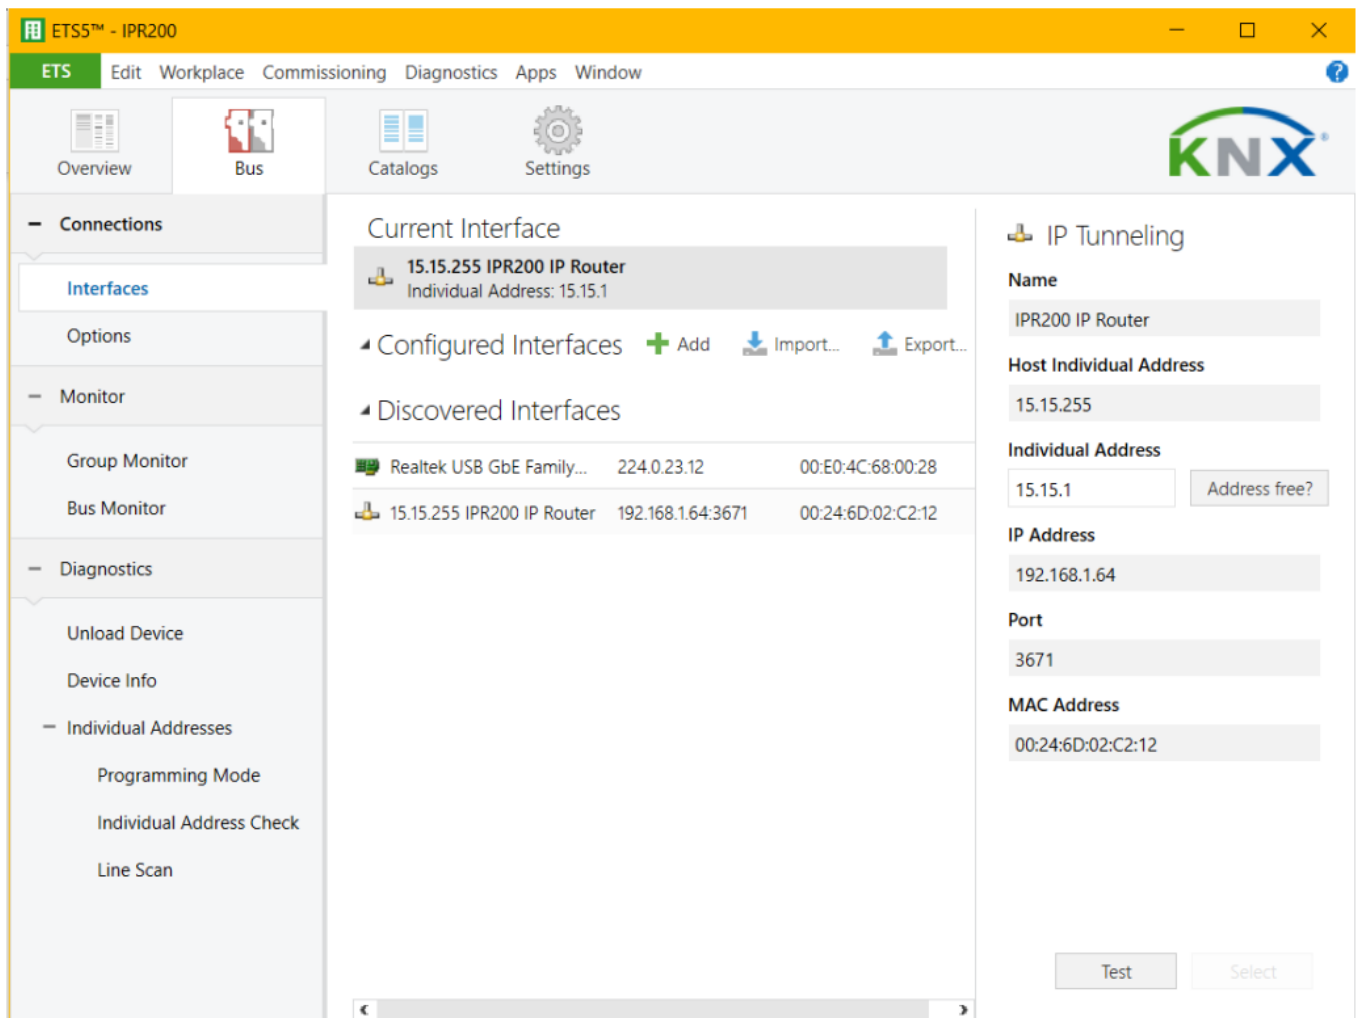 ETS5™ - IPR200
ETS Edit Workplace Commissioning Diagnostics Apps Window
Overview Bus Catalogs Settings
KNX®
Connections
Interfaces
Options
Monitor
Group Monitor
Bus Monitor
Diagnostics
Unload Device
Device Info
Individual Addresses
Programming Mode
Individual Address Check
Line Scan
Current Interface
15.15.255 IPR200 IP Router
Individual Address: 15.15.1
Configured Interfaces Add Import... Export...
Discovered Interfaces
Realtek USB GbE Family... 224.0.23.12 00:E0:4C:68:00:28
15.15.255 IPR200 IP Router 192.168.1.64:3671 00:24:6D:02:C2:12
IP Tunneling
Name
IPR200 IP Router
Host Individual Address
15.15.255
Individual Address
15.15.1 Address free?
IP Address
192.168.1.64
Port
3671
MAC Address
00:24:6D:02:C2:12
Test Select